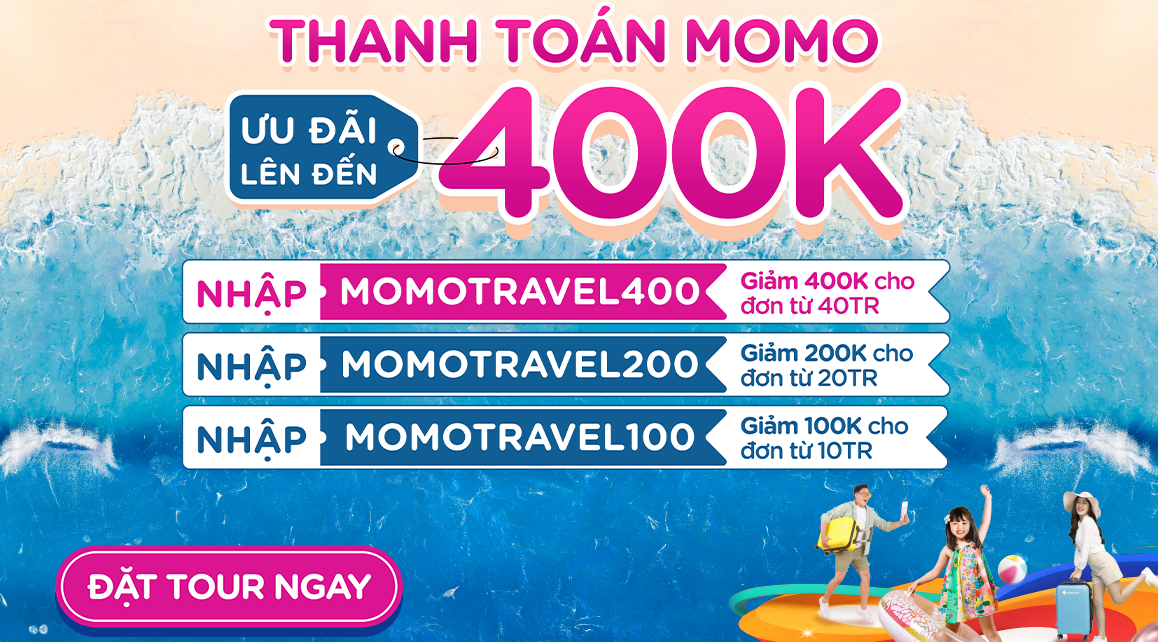 THANH TOÁN MOMO
ƯU ĐÃI
LÊN ĐẾN
400K
NHẬP
MOMOTRAVEL400
Giảm 400K cho
đơn từ 40TR
NHẬP
MOMOTRAVEL200
Giảm 200K cho
đơn từ 20TR
NHẬP
MOMOTRAVEL100
Giảm 100K cho
đơn từ 10TR
ĐẶT TOUR NGAY